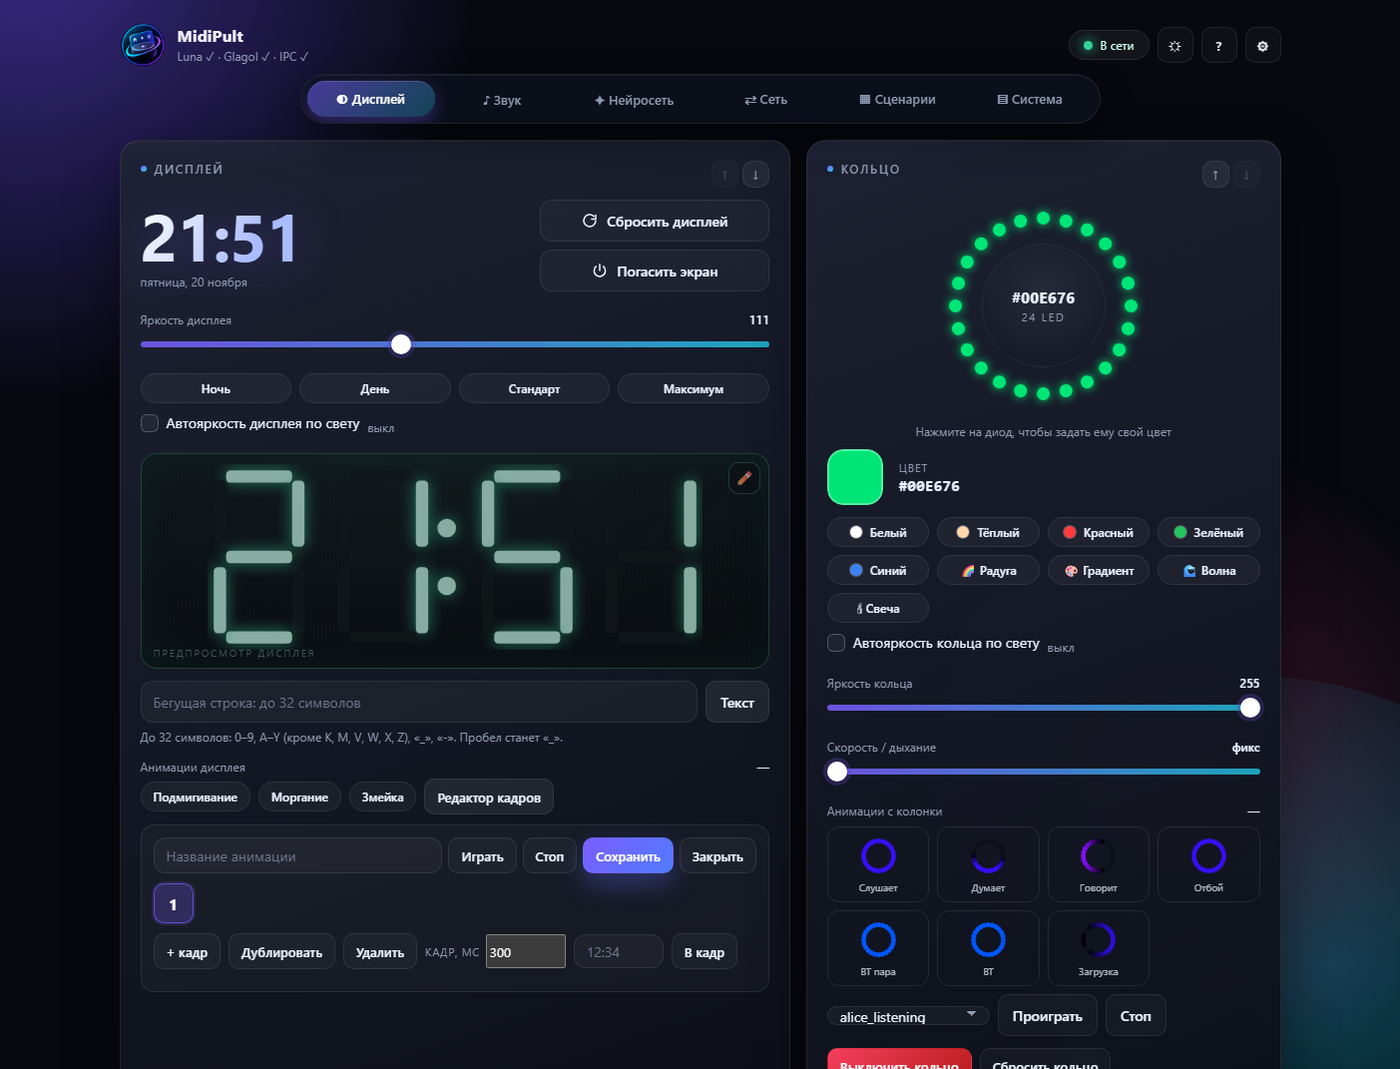 MidiPult
Luna ✓ · Glagol ✓ · IPC ✓
В сети
?
Дисплей
Звук
Нейросеть
Сеть
Сценарии
Система
ДИСПЛЕЙ
↑ ↓
21:51
пятница, 20 ноября
Сбросить дисплей
Погасить экран
Яркость дисплея 111
Ночь
День
Стандарт
Максимум
Автояркость дисплея по свету выкл
21:51
ПРЕДПРОСМОТР ДИСПЛЕЯ
Бегущая строка: до 32 символов
Текст
До 32 символов: 0–9, A–Y (кроме K, M, V, W, X, Z), «_», «-». Пробел станет «_».
Анимации дисплея —
Подмигивание
Моргание
Змейка
Редактор кадров
Название анимации
Играть
Стоп
Сохранить
Закрыть
1
+ кадр
Дублировать
Удалить
КАДР, МС
300
12:34
В кадр
КОЛЬЦО
↑ ↓
#00E676
24 LED
Нажмите на диод, чтобы задать ему свой цвет
ЦВЕТ
#00E676
Белый
Тёплый
Красный
Зелёный
Синий
Радуга
Градиент
Волна
Свеча
Автояркость кольца по свету выкл
Яркость кольца 255
Скорость / дыхание фикс
Анимации с колонки —
Слушает
Думает
Говорит
Отбой
BT пара
BT
Загрузка
alice_listening
Проиграть
Стоп
Выключить кольцо
Сбросить кольцо